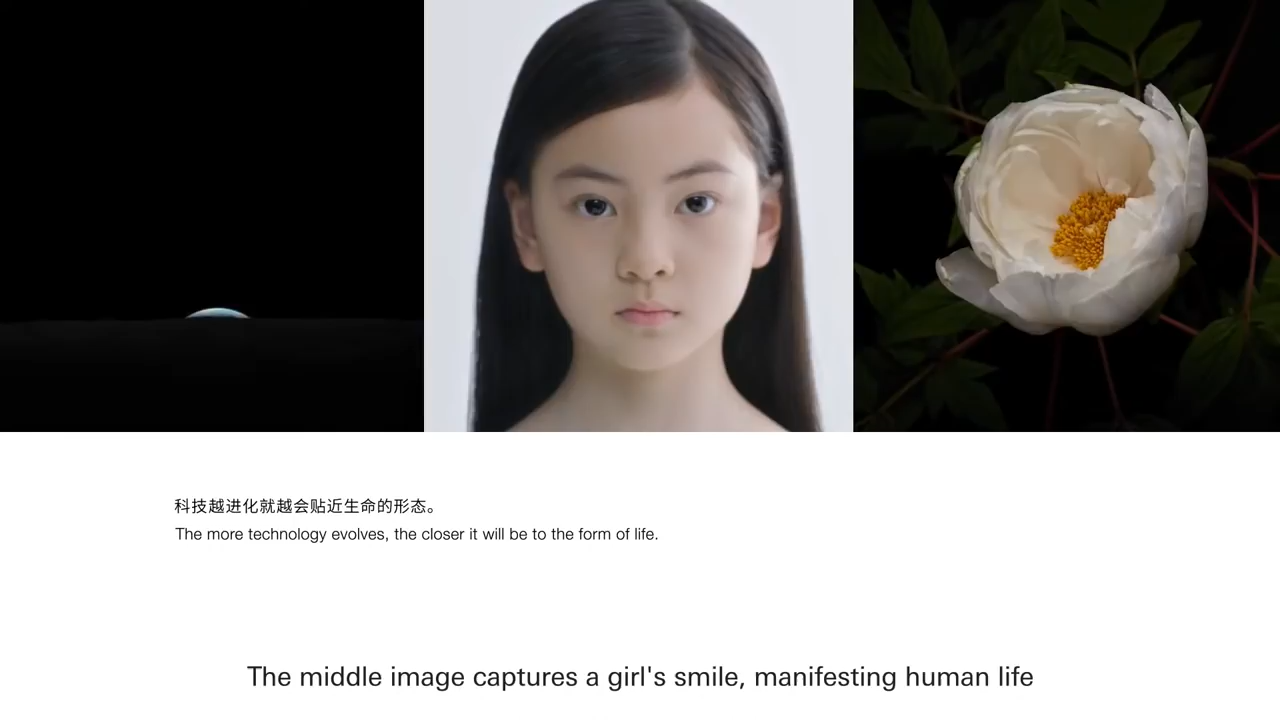 科技越进化就越会贴近生命的形态。
The more technology evolves, the closer it will be to the form of life.
The middle image captures a girl's smile, manifesting human life